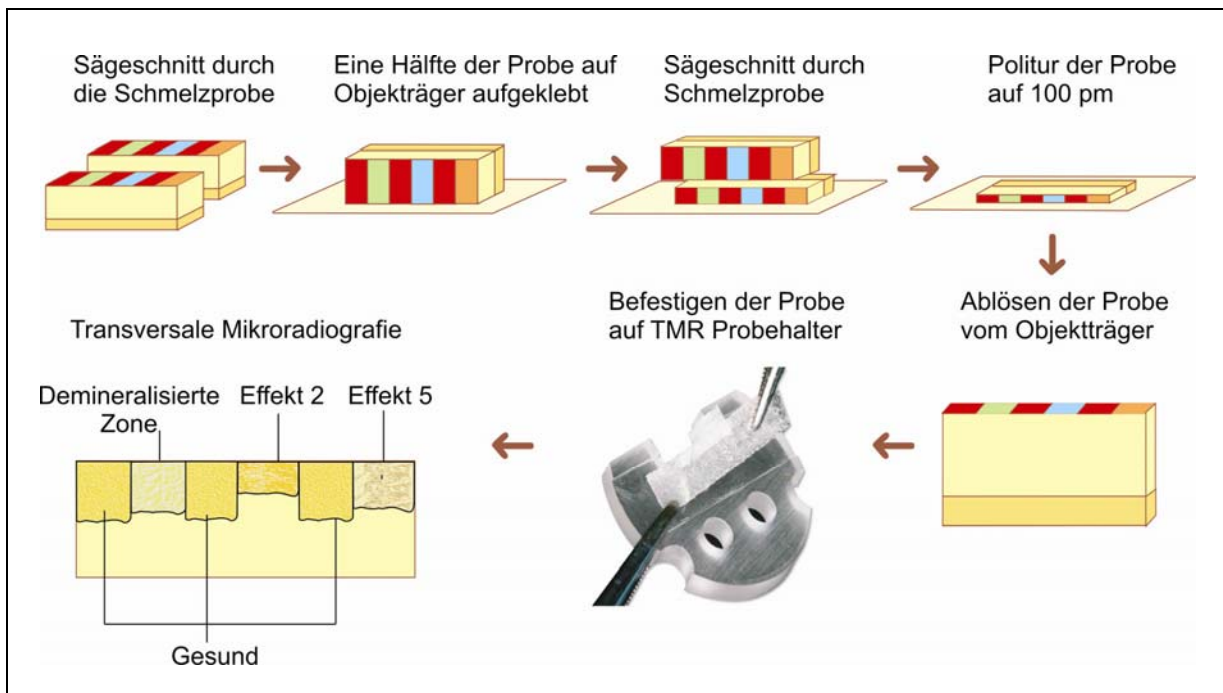 Sägeschnitt durch
die Schmelzprobe
Eine Hälfte der Probe auf
Objekträger aufgeklebt
Sägeschnitt durch
Schmelzprobe
Politur der Probe
auf 100 pm
Ablösen der Probe
vom Objektträger
Befestigen der Probe
auf TMR Probehalter
Transversale Mikroradiografie
Demineralisierte
Zone
Effekt 2
Effekt 5
Gesund